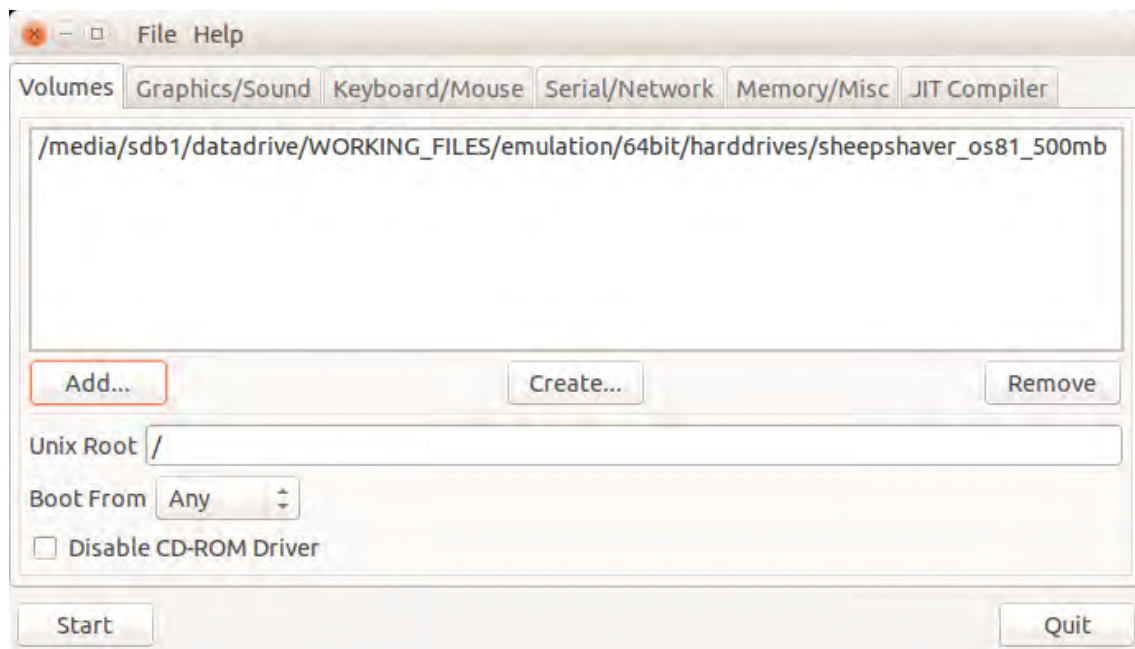 File Help
Volumes Graphics/Sound Keyboard/Mouse Serial/Network Memory/Misc JIT Compiler
/media/sdb1/datadrive/WORKING_FILES/emulation/64bit/harddrives/sheepshaver_os81_500mb
Add... Create... Remove
Unix Root /
Boot From Any
Disable CD-ROM Driver
Start Quit